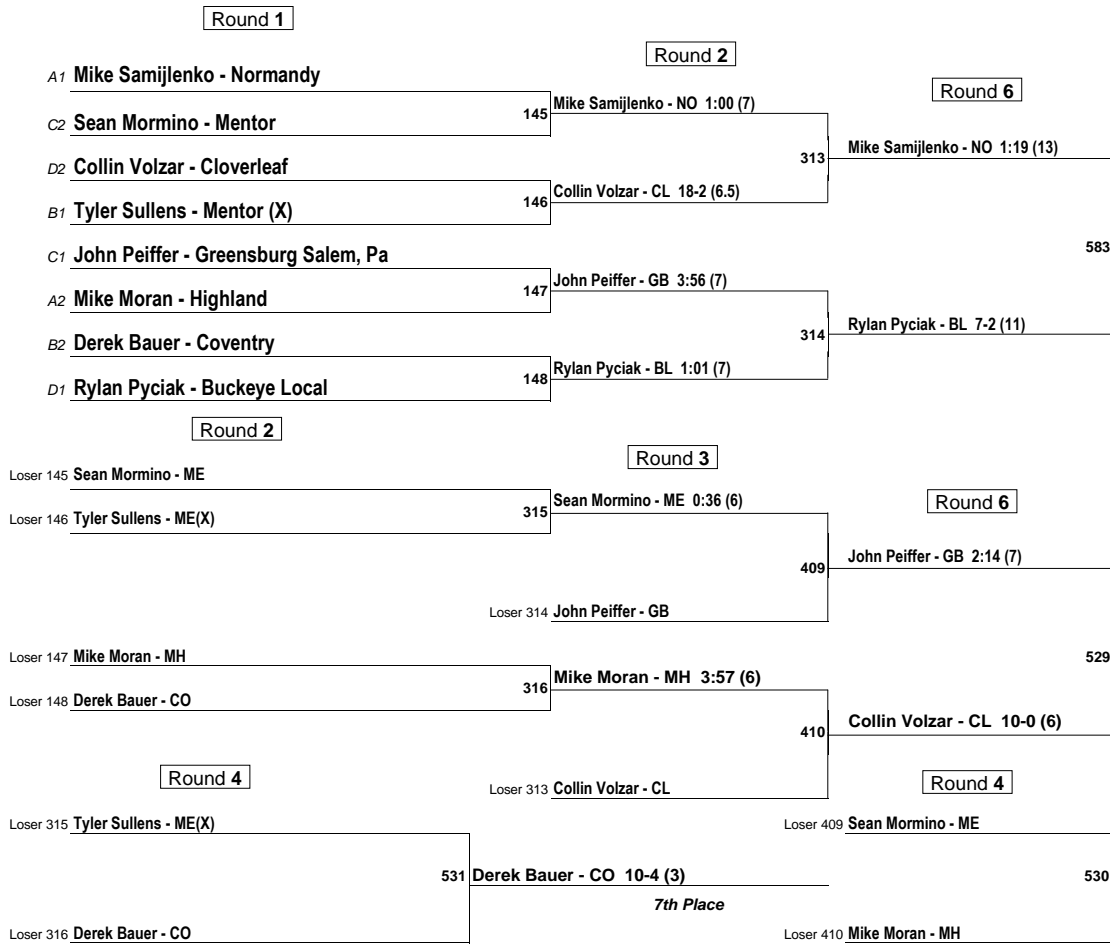 Round 1
Round 2
Round 6
A1 Mike Samijlenko - Normandy
C2 Sean Mormino - Mentor
145 Mike Samijlenko - NO 1:00 (7)
D2 Collin Volzar - Cloverleaf
B1 Tyler Sullens - Mentor (X)
146 Collin Volzar - CL 18-2 (6.5)
313 Mike Samijlenko - NO 1:19 (13)
C1 John Peiffer - Greensburg Salem, Pa
583
A2 Mike Moran - Highland
147 John Peiffer - GB 3:56 (7)
B2 Derek Bauer - Coventry
D1 Rylan Pyciak - Buckeye Local
148 Rylan Pyciak - BL 1:01 (7)
314 Rylan Pyciak - BL 7-2 (11)
Round 2
Round 3
Round 6
Loser 145 Sean Mormino - ME
Loser 146 Tyler Sullens - ME(X)
315 Sean Mormino - ME 0:36 (6)
409 John Peiffer - GB 2:14 (7)
Loser 314 John Peiffer - GB
529
Loser 147 Mike Moran - MH
Loser 148 Derek Bauer - CO
316 Mike Moran - MH 3:57 (6)
410 Collin Volzar - CL 10-0 (6)
Loser 313 Collin Volzar - CL
Round 4
Round 4
Loser 315 Tyler Sullens - ME(X)
Loser 409 Sean Mormino - ME
531 Derek Bauer - CO 10-4 (3)
7th Place
530
Loser 316 Derek Bauer - CO
Loser 410 Mike Moran - MH